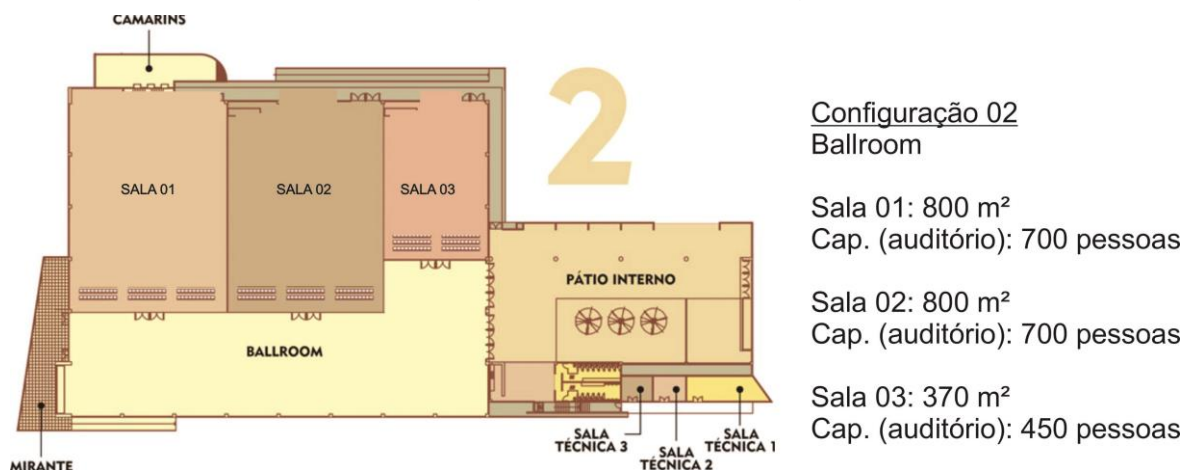 CAMARINS
2
SALA 01
SALA 02
SALA 03
PÁTIO INTERNO
BALLROOM
SALA
TÉCNICA 3
SALA
TÉCNICA 2
SALA
TÉCNICA 1
MIRANTE
Configuração 02
Ballroom
Sala 01: 800 m²
Cap. (auditório): 700 pessoas
Sala 02: 800 m²
Cap. (auditório): 700 pessoas
Sala 03: 370 m²
Cap. (auditório): 450 pessoas